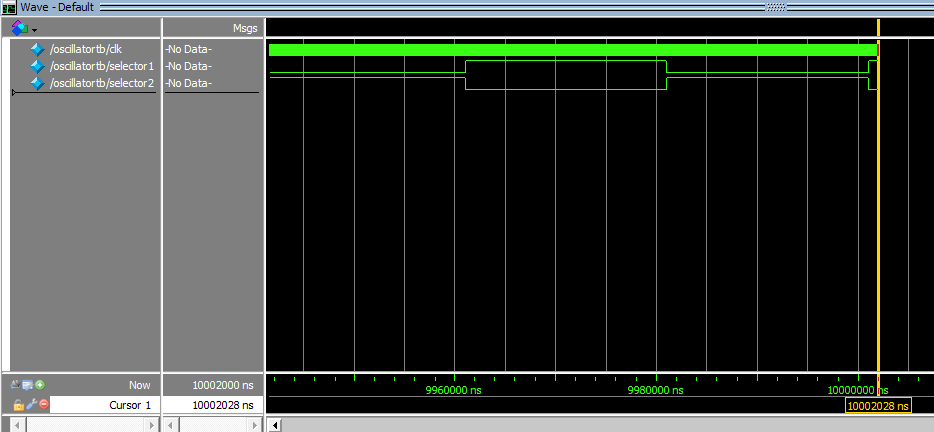 Wave - Default
Msgs
/oscillatortb/clk -No Data-
/oscillatortb/selector1 -No Data-
/oscillatortb/selector2 -No Data-
Now 10002000 ns 9960000 ns 9980000 ns 10000000 ns
Cursor 1 10002028 ns 10002028 ns